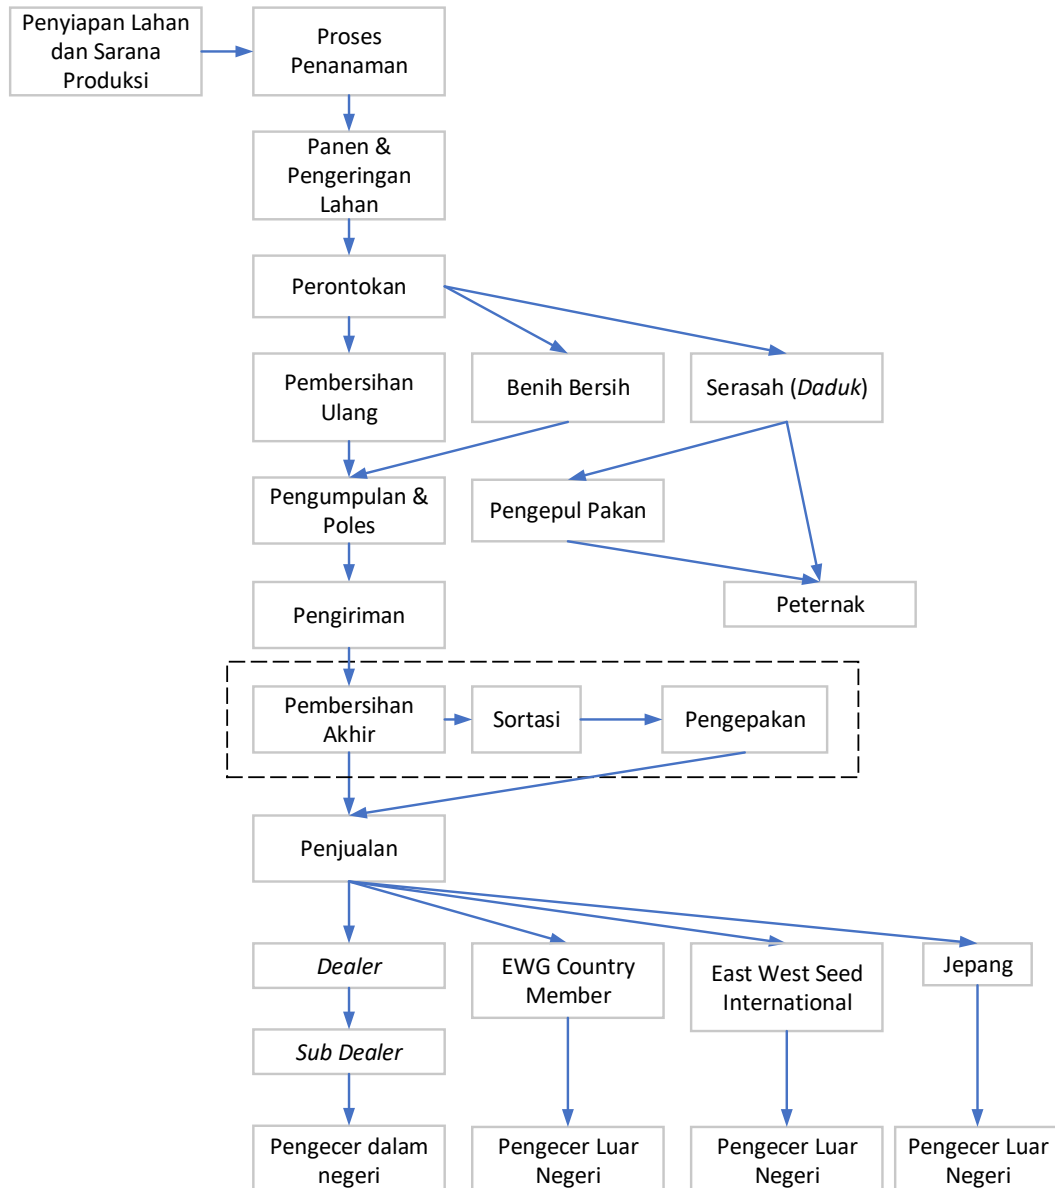 Penyiapan Lahan
dan Sarana
Produksi
Proses
Penanaman
Panen &
Pengeringan
Lahan
Perontokan
Pembersihan
Ulang
Benih Bersih
Serasah (Daduk)
Pengumpulan &
Poles
Pengepul Pakan
Pengiriman
Peternak
Pembersihan
Akhir
Sortasi
Pengepakan
Penjualan
Dealer
EWG Country
Member
East West Seed
International
Jepang
Sub Dealer
Pengecer dalam
negeri
Pengecer Luar
Negeri
Pengecer Luar
Negeri
Pengecer Luar
Negeri